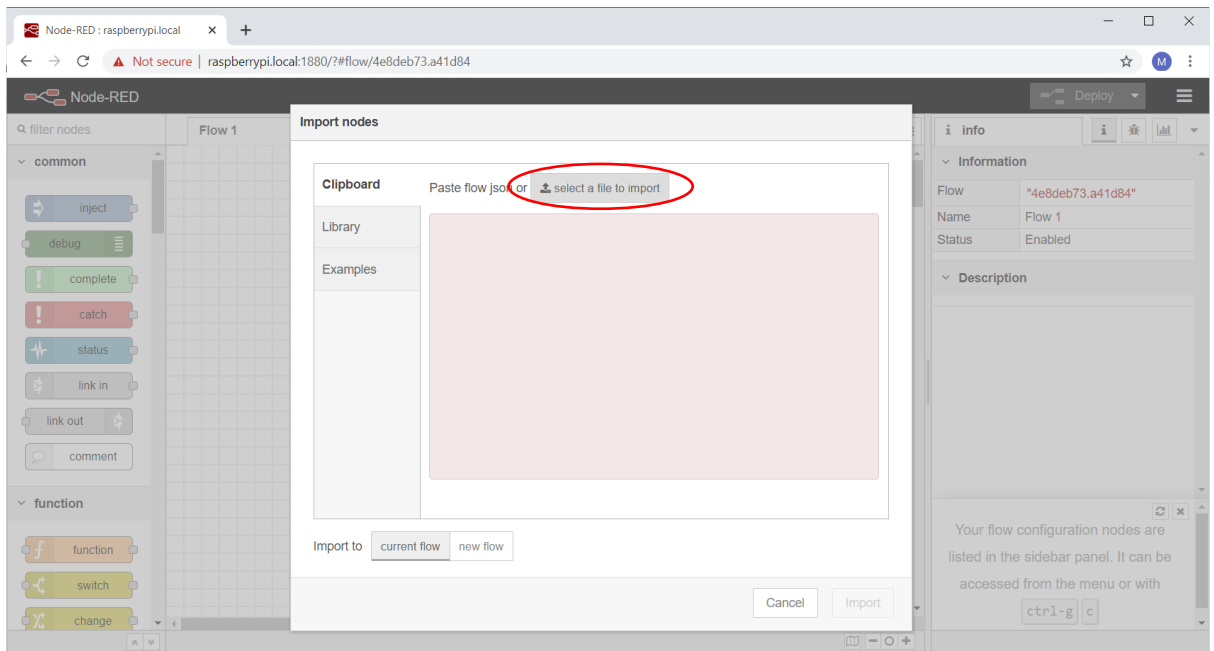 Node-RED : raspberrypi.local
Not secure | raspberrypi.local:1880/?#flow/4e8deb73.a41d84
M
Node-RED
Deploy
filter nodes
Flow 1
Import nodes
i info
i
common
Information
Clipboard
Paste flow json or select a file to import
Flow "4e8deb73.a41d84"
inject
Name Flow 1
Library
debug
Status Enabled
Examples
complete
Description
catch
status
link in
link out
comment
function
Your flow configuration nodes are
listed in the sidebar panel. It can be
accessed from the menu or with
ctrl-g c
Import to current flow new flow
f function
switch
Cancel
Import
change